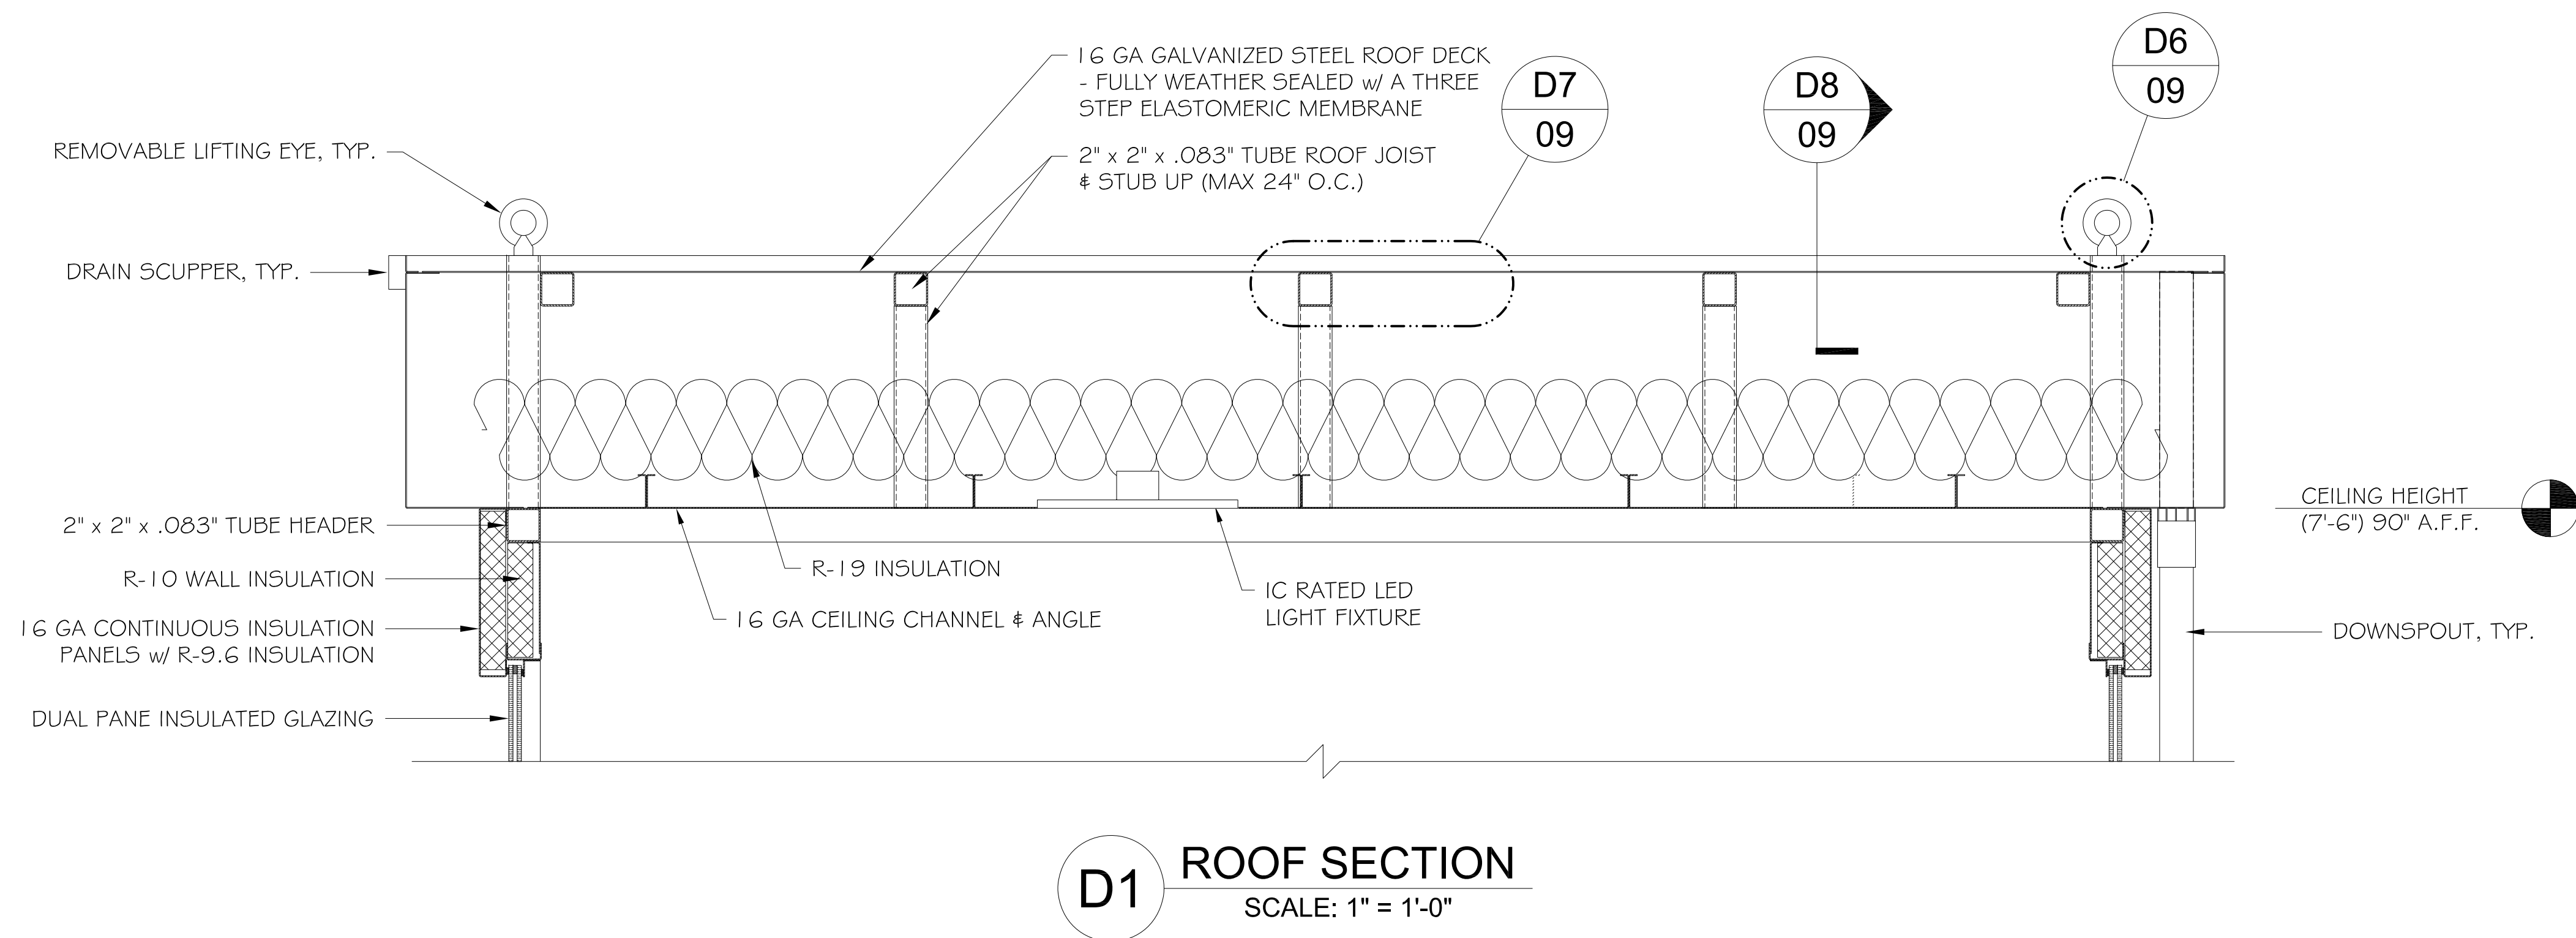 16 GA GALVANIZED STEEL ROOF DECK
- FULLY WEATHER SEALED w/ A THREE
STEP ELASTOMERIC MEMBRANE
2" x 2" x .083" TUBE ROOF JOIST
& STUB UP (MAX 24" O.C.)
D7
09
D8
09
D6
09
REMOVABLE LIFTING EYE, TYP.
DRAIN SCUPPER, TYP.
2" x 2" x .083" TUBE HEADER
R-10 WALL INSULATION
16 GA CONTINUOUS INSULATION
PANELS w/ R-9.6 INSULATION
DUAL PANE INSULATED GLAZING
R-19 INSULATION
16 GA CEILING CHANNEL & ANGLE
IC RATED LED
LIGHT FIXTURE
CEILING HEIGHT
(7'-6") 90" A.F.F.
DOWNSPOUT, TYP.
D1
ROOF SECTION
SCALE: 1" = 1'-0"